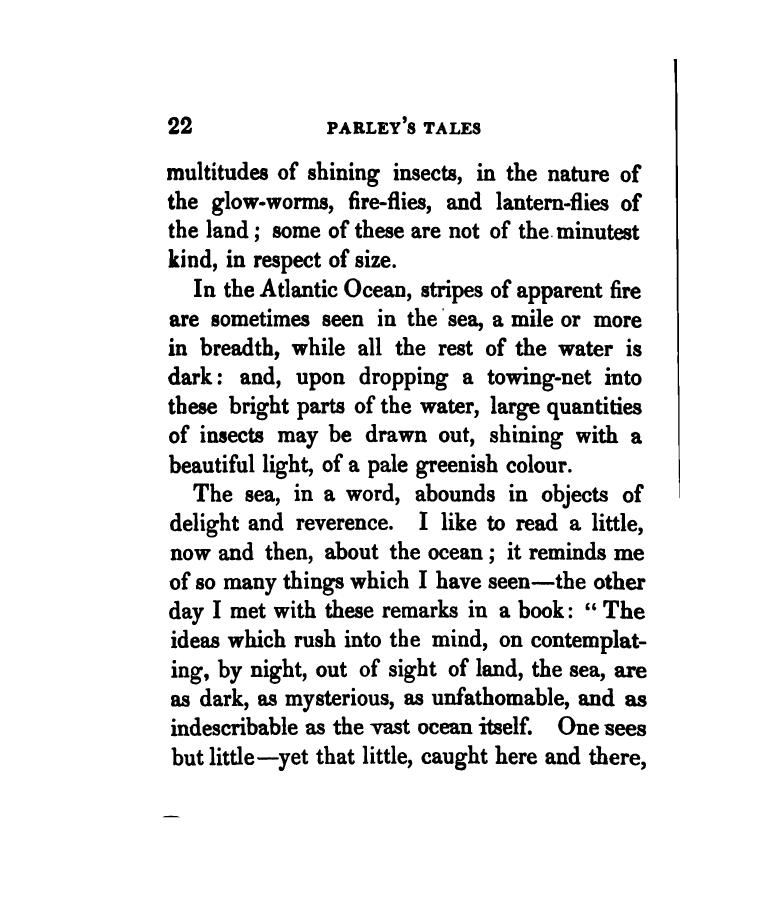 22 PARLEY'S TALES
multitudes of shining insects, in the nature of
the glow-worms, fire-flies, and lantern-flies of
the land ; some of these are not of the minutest
kind, in respect of size.
In the Atlantic Ocean, stripes of apparent fire
are sometimes seen in the sea, a mile or more
in breadth, while all the rest of the water is
dark : and, upon dropping a towing-net into
these bright parts of the water, large quantities
of insects may be drawn out, shining with a
beautiful light, of a pale greenish colour.
The sea, in a word, abounds in objects of
delight and reverence. I like to read a little,
now and then, about the ocean ; it reminds me
of so many things which I have seen—the other
day I met with these remarks in a book : “ The
ideas which rush into the mind, on contemplat-
ing, by night, out of sight of land, the sea, are
as dark, as mysterious, as unfathomable, and as
indescribable as the vast ocean itself. One sees
but little—yet that little, caught here and there,